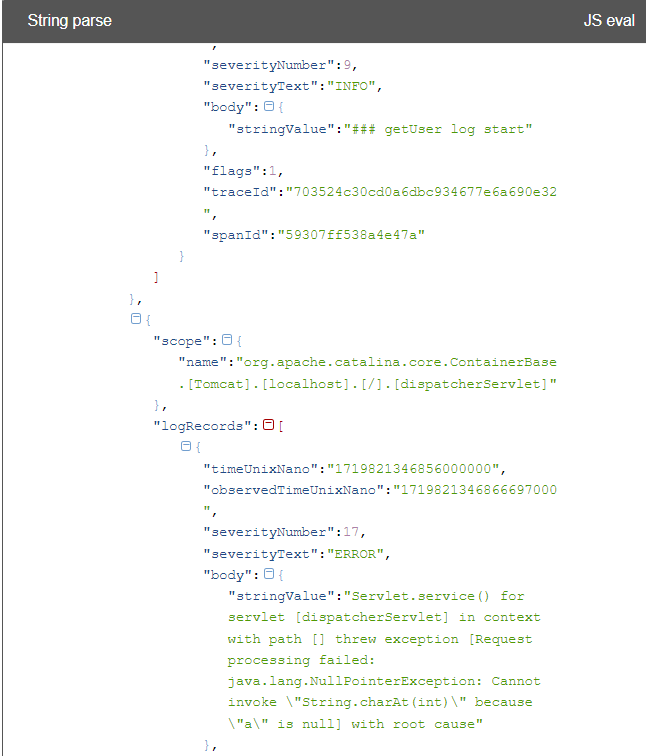 String parse JS eval
,
"severityNumber":9,
"severityText":"INFO",
"body":{
"stringValue":"### getUser log start"
},
"flags":1,
"traceId":"703524c30cd0a6dbc934677e6a690e32
",
"spanId":"59307ff538a4e47a"
}
]
},
{
"scope":{
"name":"org.apache.catalina.core.ContainerBase
.[Tomcat].[localhost].[/].[dispatcherServlet]"
},
"logRecords":[
{
"timeUnixNano":"1719821346856000000",
"observedTimeUnixNano":"1719821346866697000
",
"severityNumber":17,
"severityText":"ERROR",
"body":{
"stringValue":"Servlet.service() for
servlet [dispatcherServlet] in context
with path [] threw exception [Request
processing failed:
java.lang.NullPointerException: Cannot
invoke \"String.charAt(int)\" because
\"a\" is null] with root cause"
},